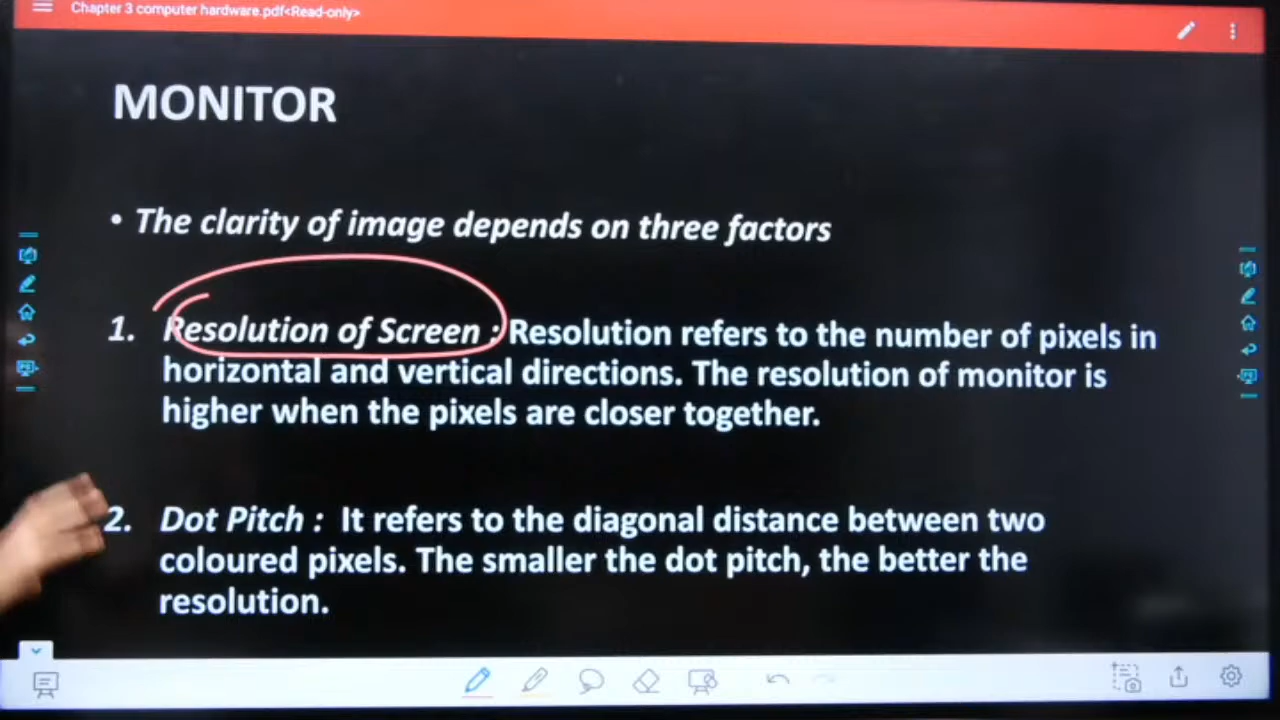 Chapter 3 computer hardware.pdf<Read-only>
MONITOR
• The clarity of image depends on three factors
1. Resolution of Screen : Resolution refers to the number of pixels in
horizontal and vertical directions. The resolution of monitor is
higher when the pixels are closer together.
2. Dot Pitch : It refers to the diagonal distance between two
coloured pixels. The smaller the dot pitch, the better the
resolution.